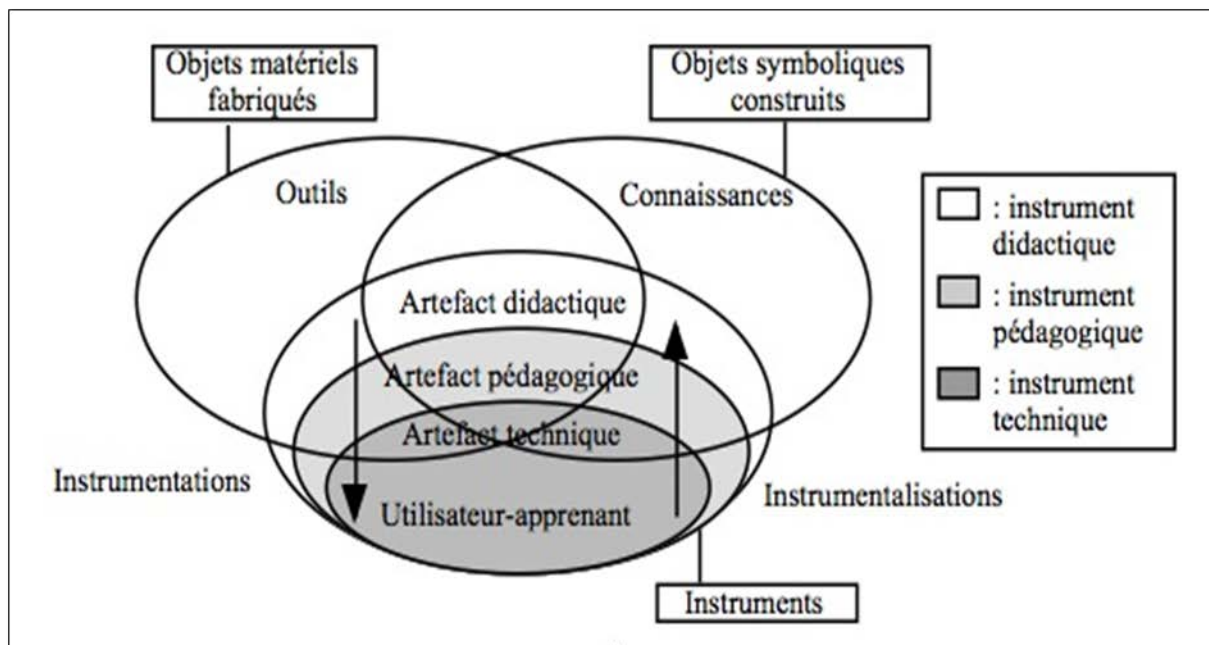 Objets matériels
fabriqués
Objets symboliques
construits
Outils
Connaissances
: instrument
didactique
: instrument
pédagogique
: instrument
technique
Artefact didactique
Artefact pédagogique
Artefact technique
Instrumentations
Instrumentalisations
Utilisateur-apprenant
Instruments